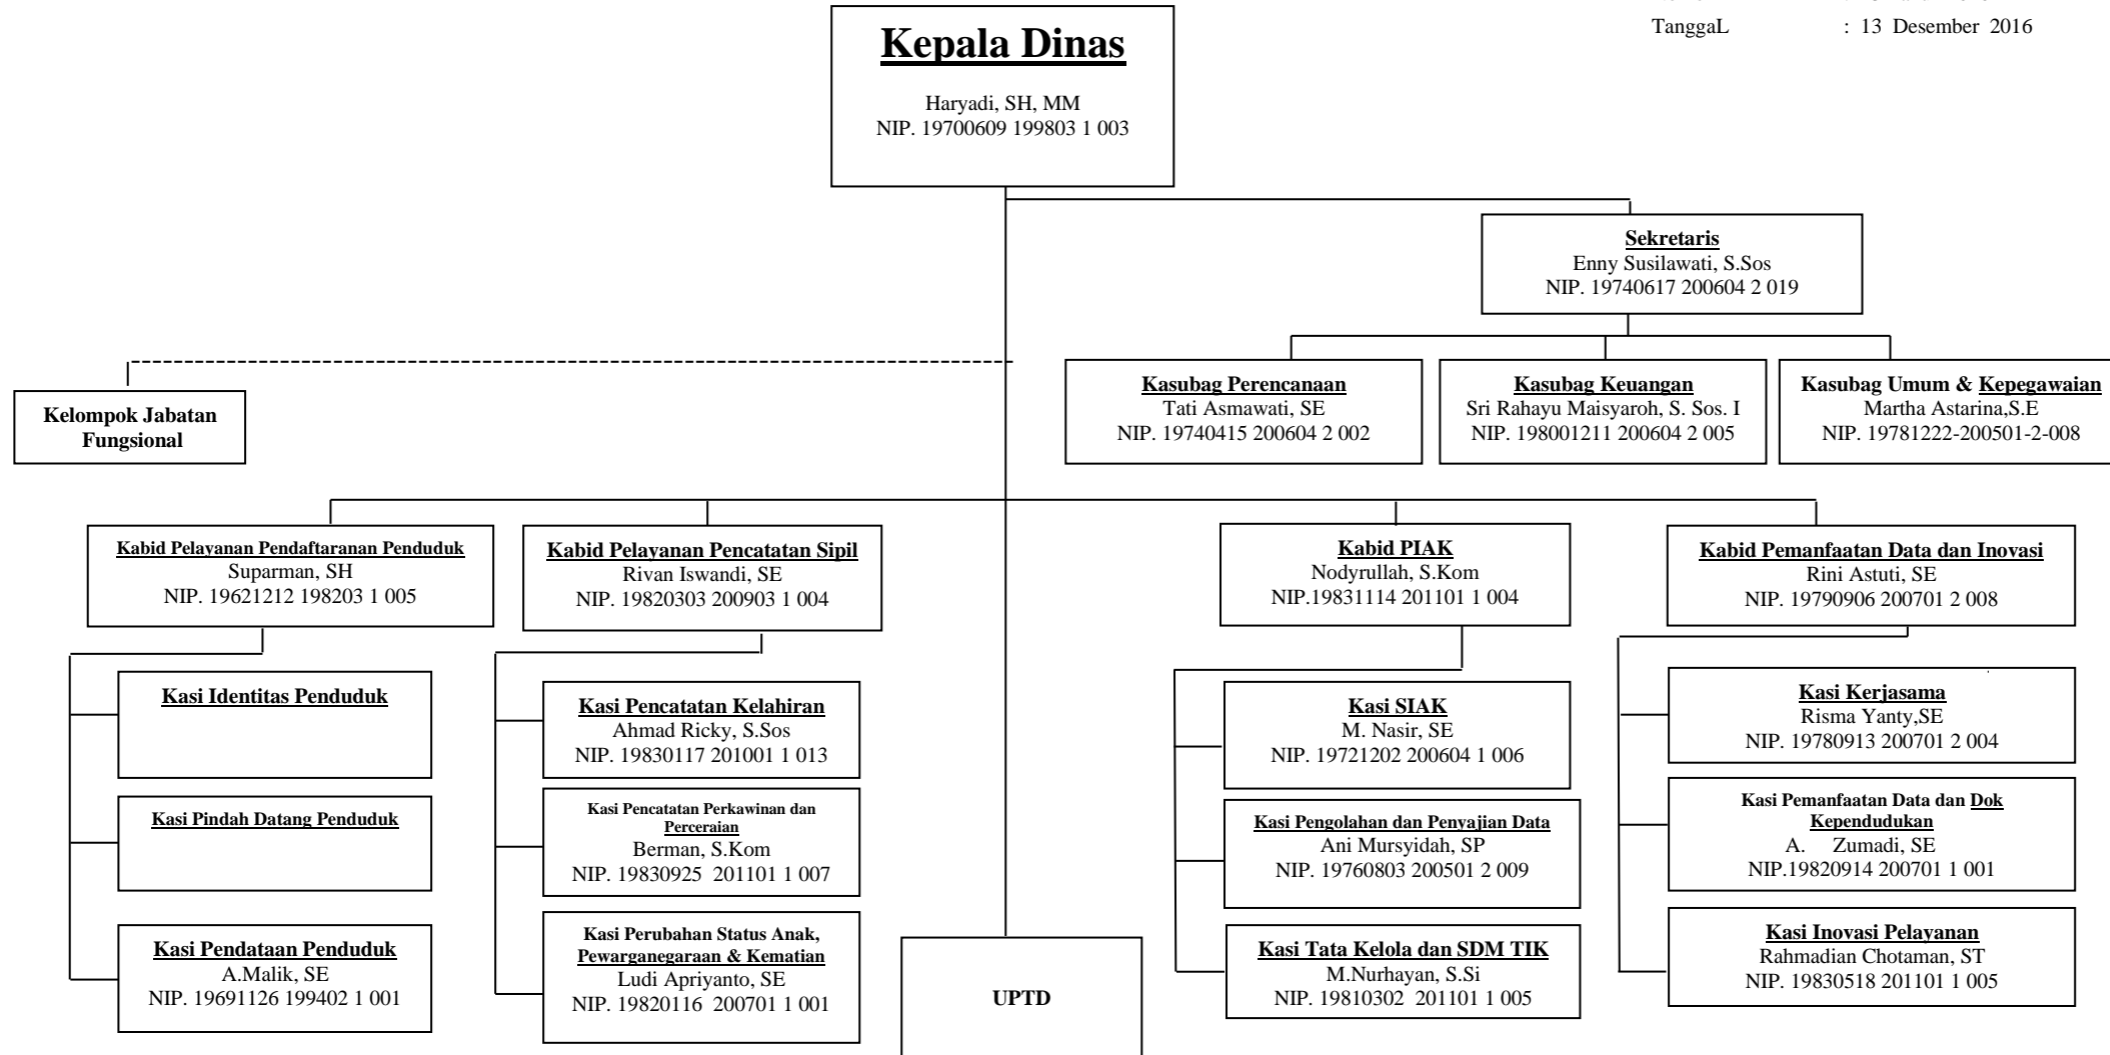 TanggaL : 13 Desember 2016
Kepala Dinas
Haryadi, SH, MM
NIP. 19700609 199803 1 003
Sekretaris
Enny Susilawati, S.Sos
NIP. 19740617 200604 2 019
Kasubag Perencanaan
Tati Asmawati, SE
NIP. 19740415 200604 2 002
Kasubag Keuangan
Sri Rahayu Maisyaroh, S. Sos. I
NIP. 198001211 200604 2 005
Kasubag Umum & Kepegawaian
Martha Astarina,S.E
NIP. 19781222-200501-2-008
Kelompok Jabatan
Fungsional
Kabid Pelayanan Pendaftaranan Penduduk
Suparman, SH
NIP. 19621212 198203 1 005
Kabid Pelayanan Pencatatan Sipil
Rivan Iswandi, SE
NIP. 19820303 200903 1 004
Kabid PIAK
Nodyrullah, S.Kom
NIP.19831114 201101 1 004
Kabid Pemanfaatan Data dan Inovasi
Rini Astuti, SE
NIP. 19790906 200701 2 008
Kasi Identitas Penduduk
Kasi Pindah Datang Penduduk
Kasi Pendataan Penduduk
A.Malik, SE
NIP. 19691126 199402 1 001
Kasi Pencatatan Kelahiran
Ahmad Ricky, S.Sos
NIP. 19830117 201001 1 013
Kasi Pencatatan Perkawinan dan
Perceraian
Berman, S.Kom
NIP. 19830925 201101 1 007
Kasi Perubahan Status Anak,
Pewarganegaraan & Kematian
Ludi Apriyanto, SE
NIP. 19820116 200701 1 001
UPTD
Kasi SIAK
M. Nasir, SE
NIP. 19721202 200604 1 006
Kasi Pengolahan dan Penyajian Data
Ani Mursyidah, SP
NIP. 19760803 200501 2 009
Kasi Tata Kelola dan SDM TIK
M.Nurhayan, S.Si
NIP. 19810302 201101 1 005
Kasi Kerjasama
Risma Yanty,SE
NIP. 19780913 200701 2 004
Kasi Pemanfaatan Data dan Dok
Kependudukan
A. Zumadi, SE
NIP.19820914 200701 1 001
Kasi Inovasi Pelayanan
Rahmadian Chotaman, ST
NIP. 19830518 201101 1 005